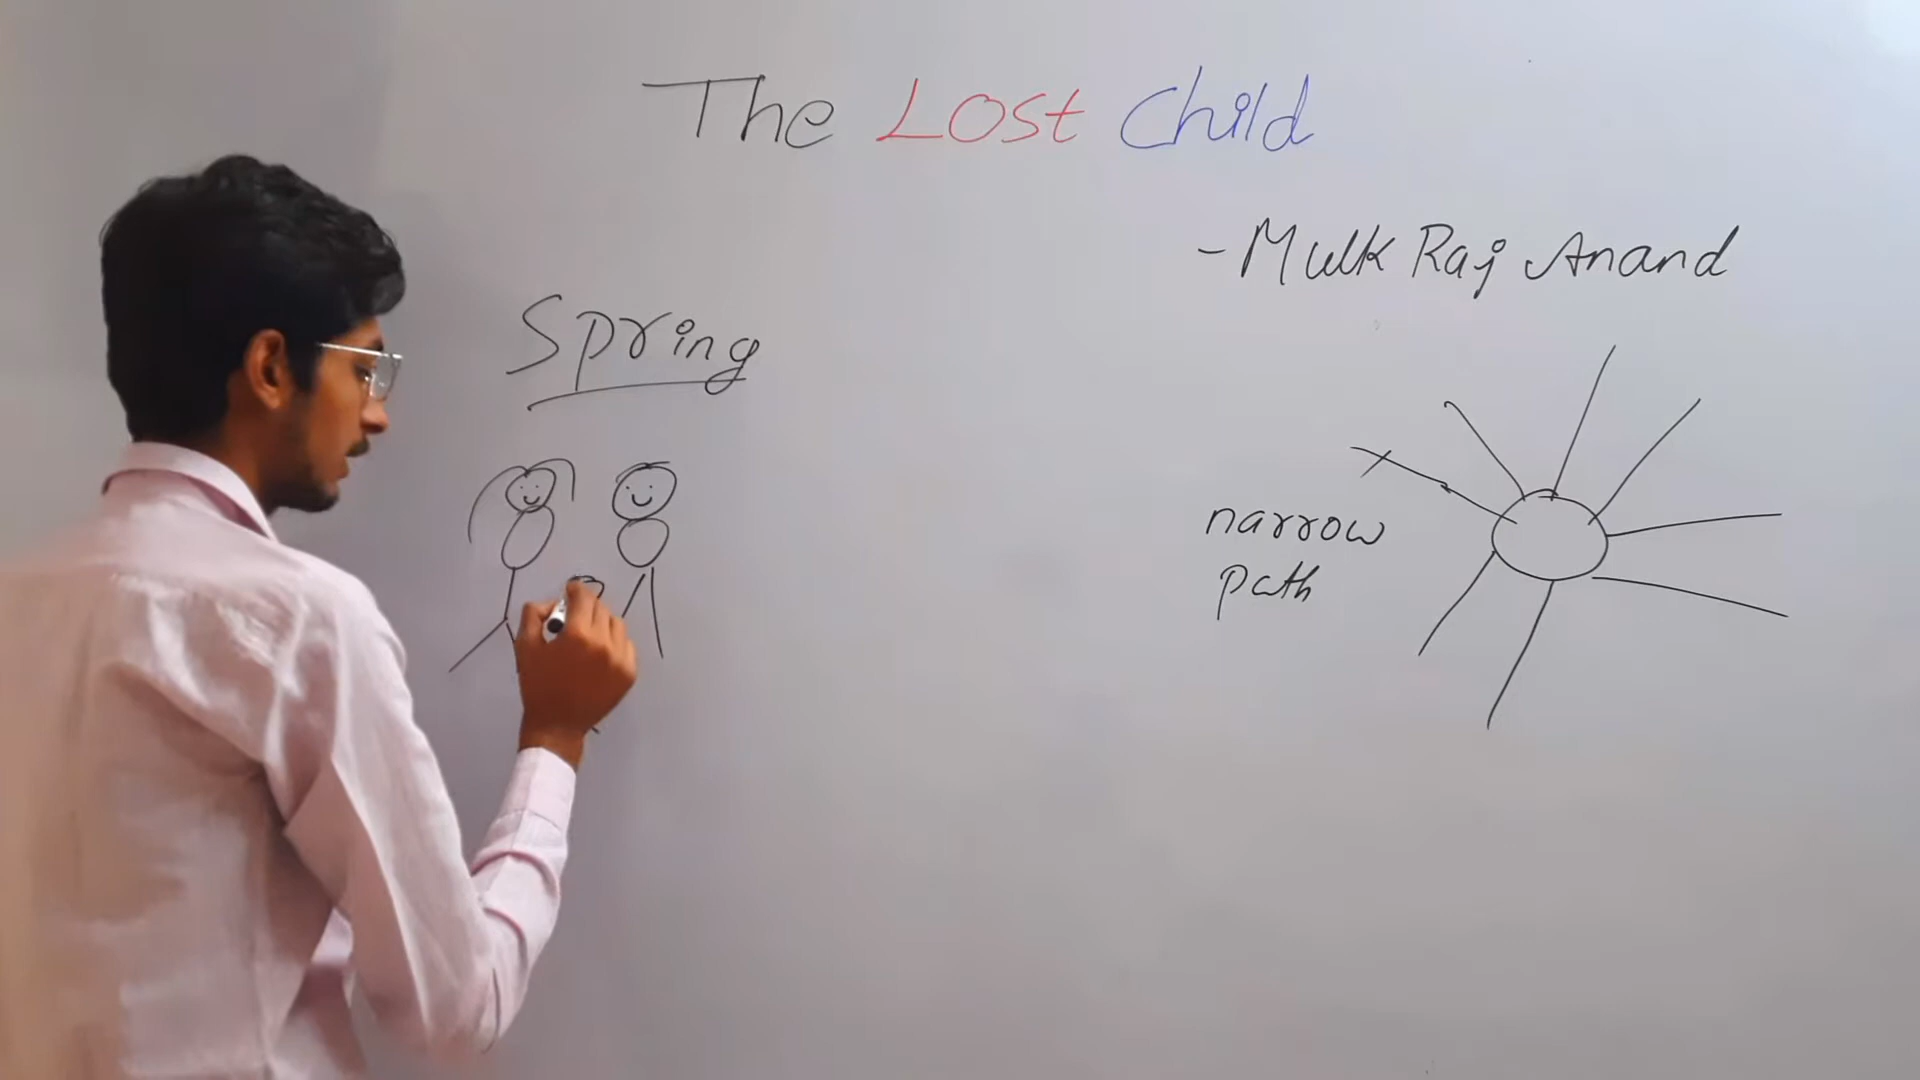 The Lost Child
- Mulk Raj Anand
Spring
narrow
path